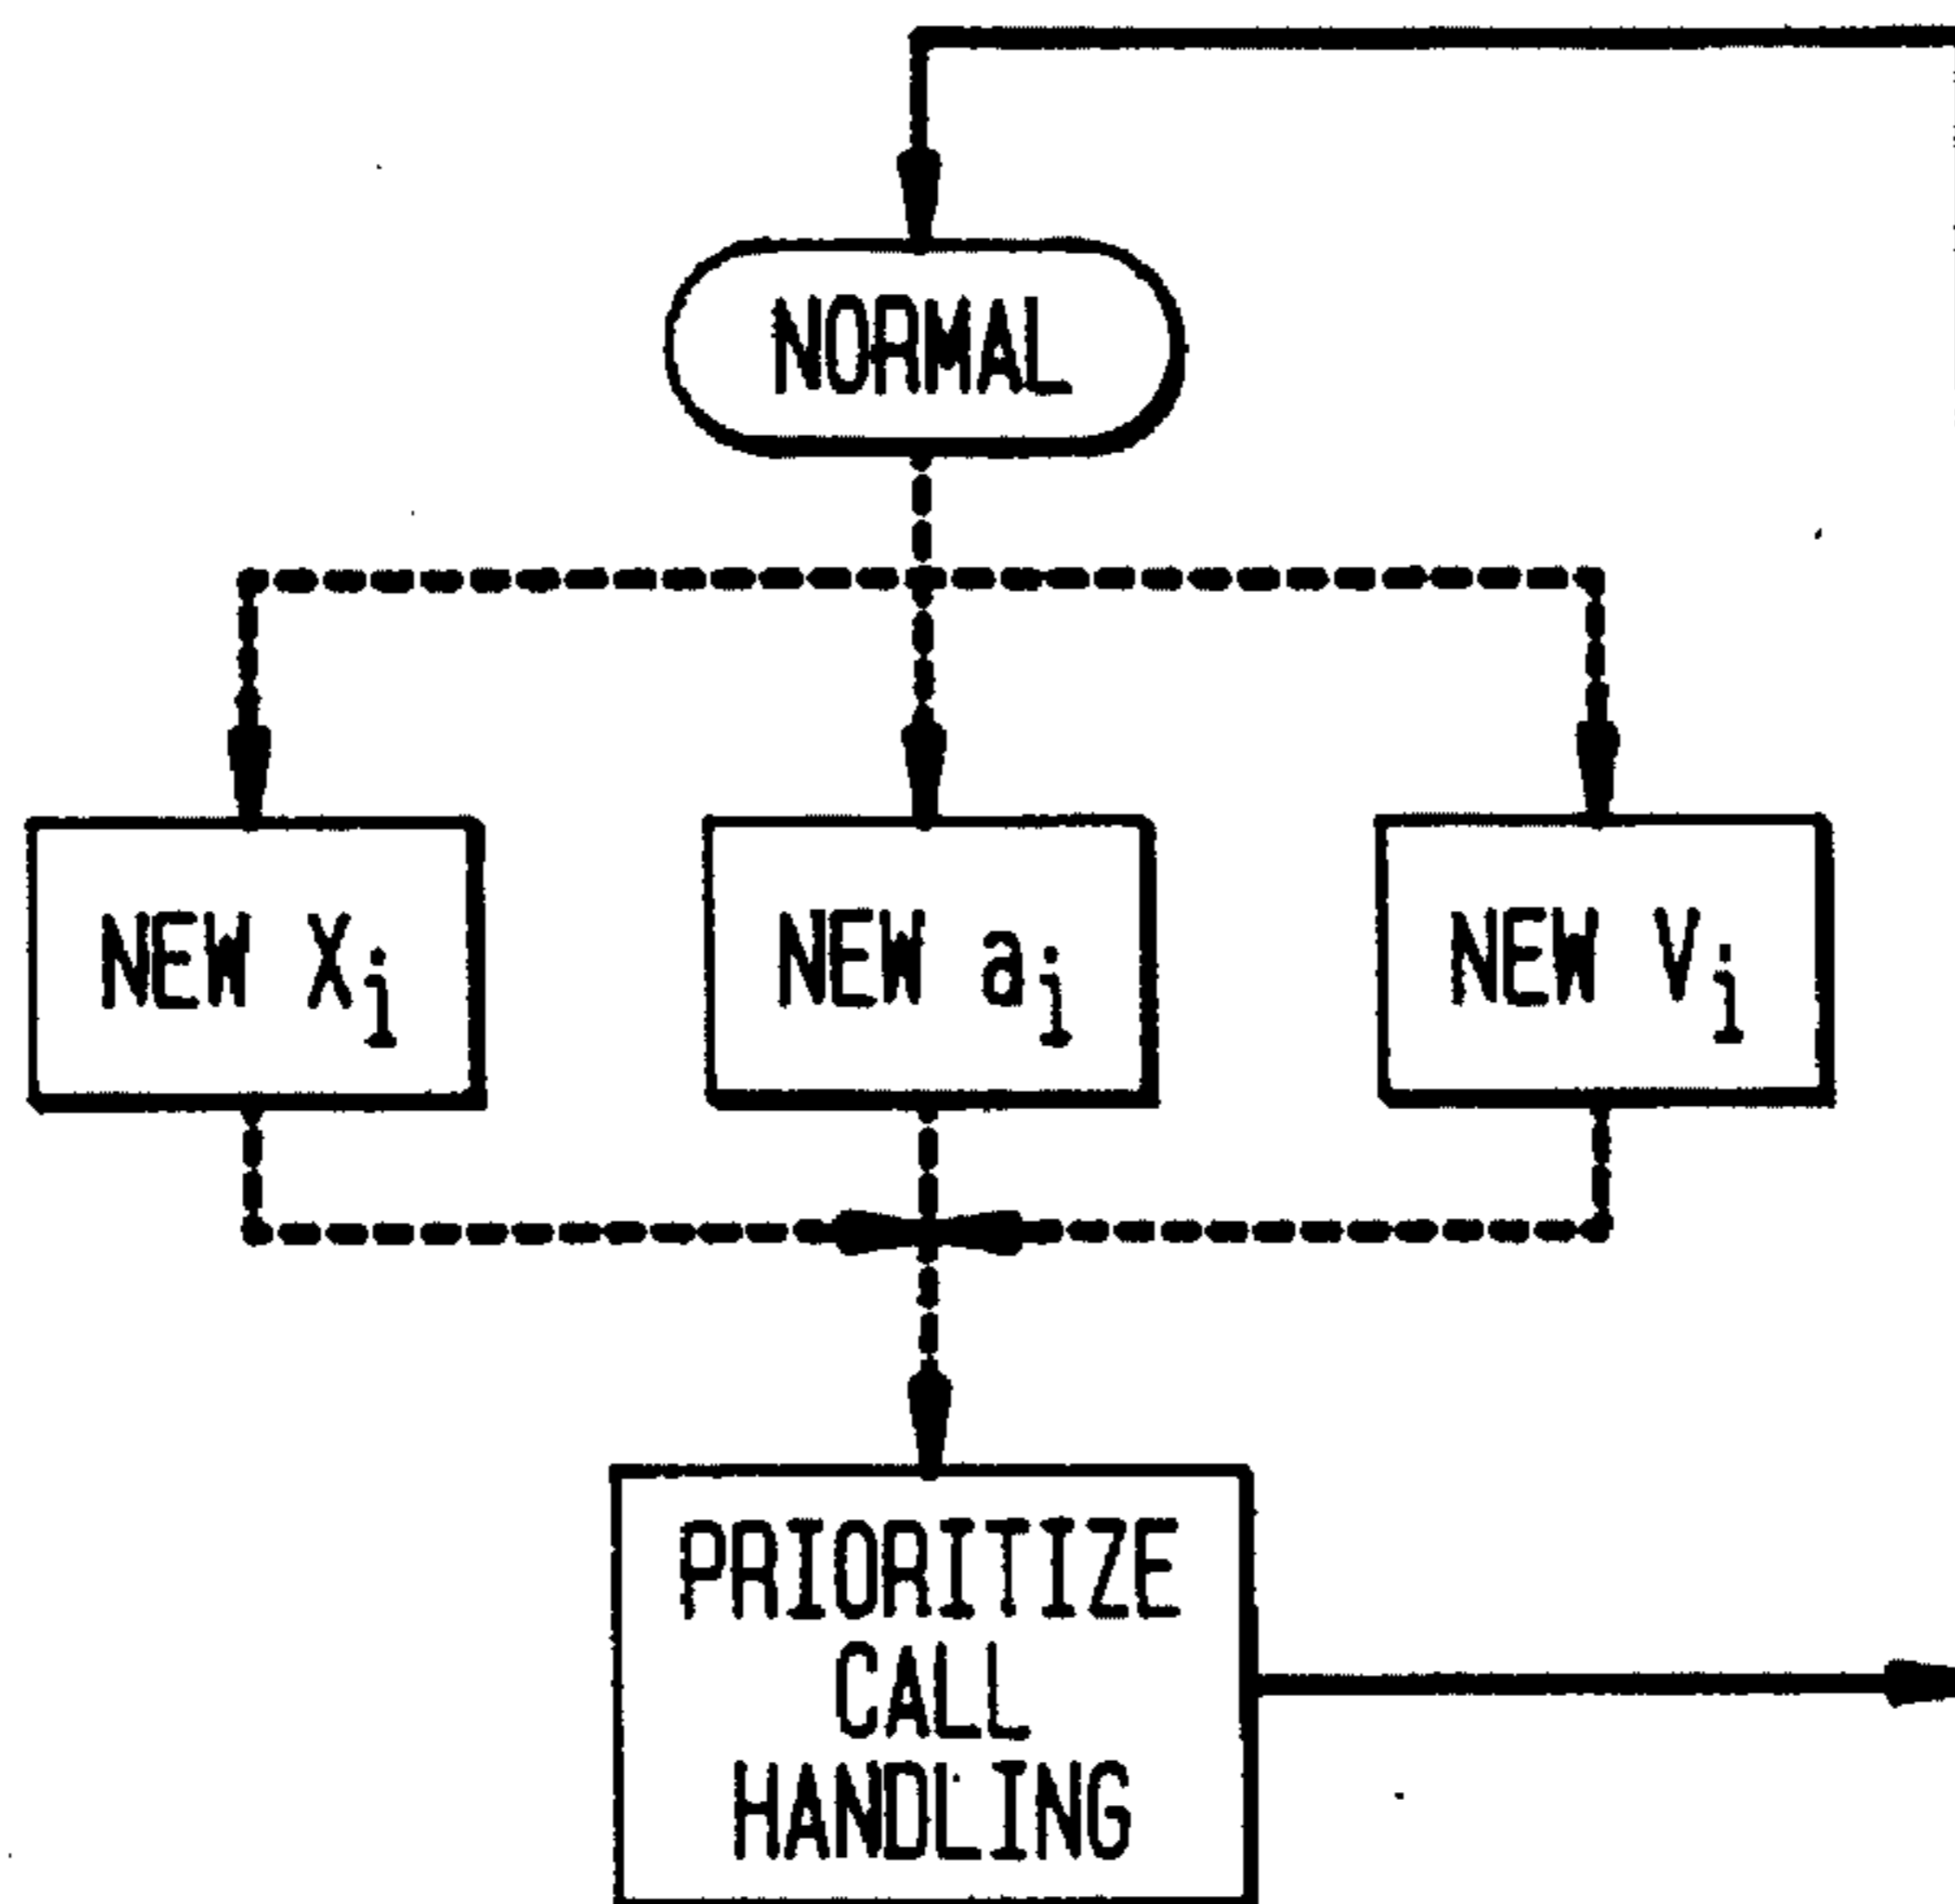 NORMAL
NEW Xi
NEW ai
NEW Vi
PRIORITIZE
CALL
HANDLING